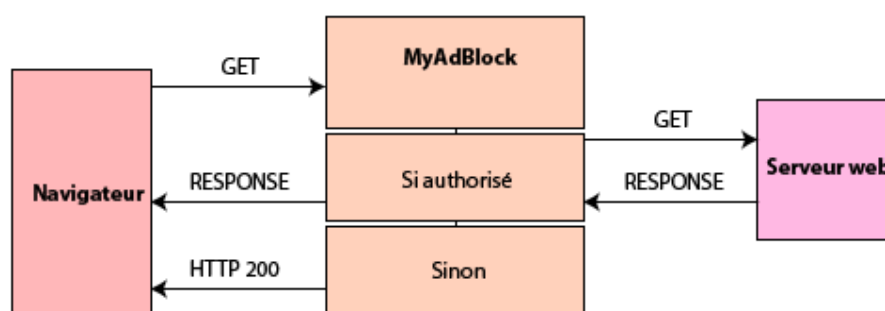 MyAdBlock
GET
GET
Navigateur
RESPONSE
Si authorisé
RESPONSE
Serveur web
HTTP 200
Sinon